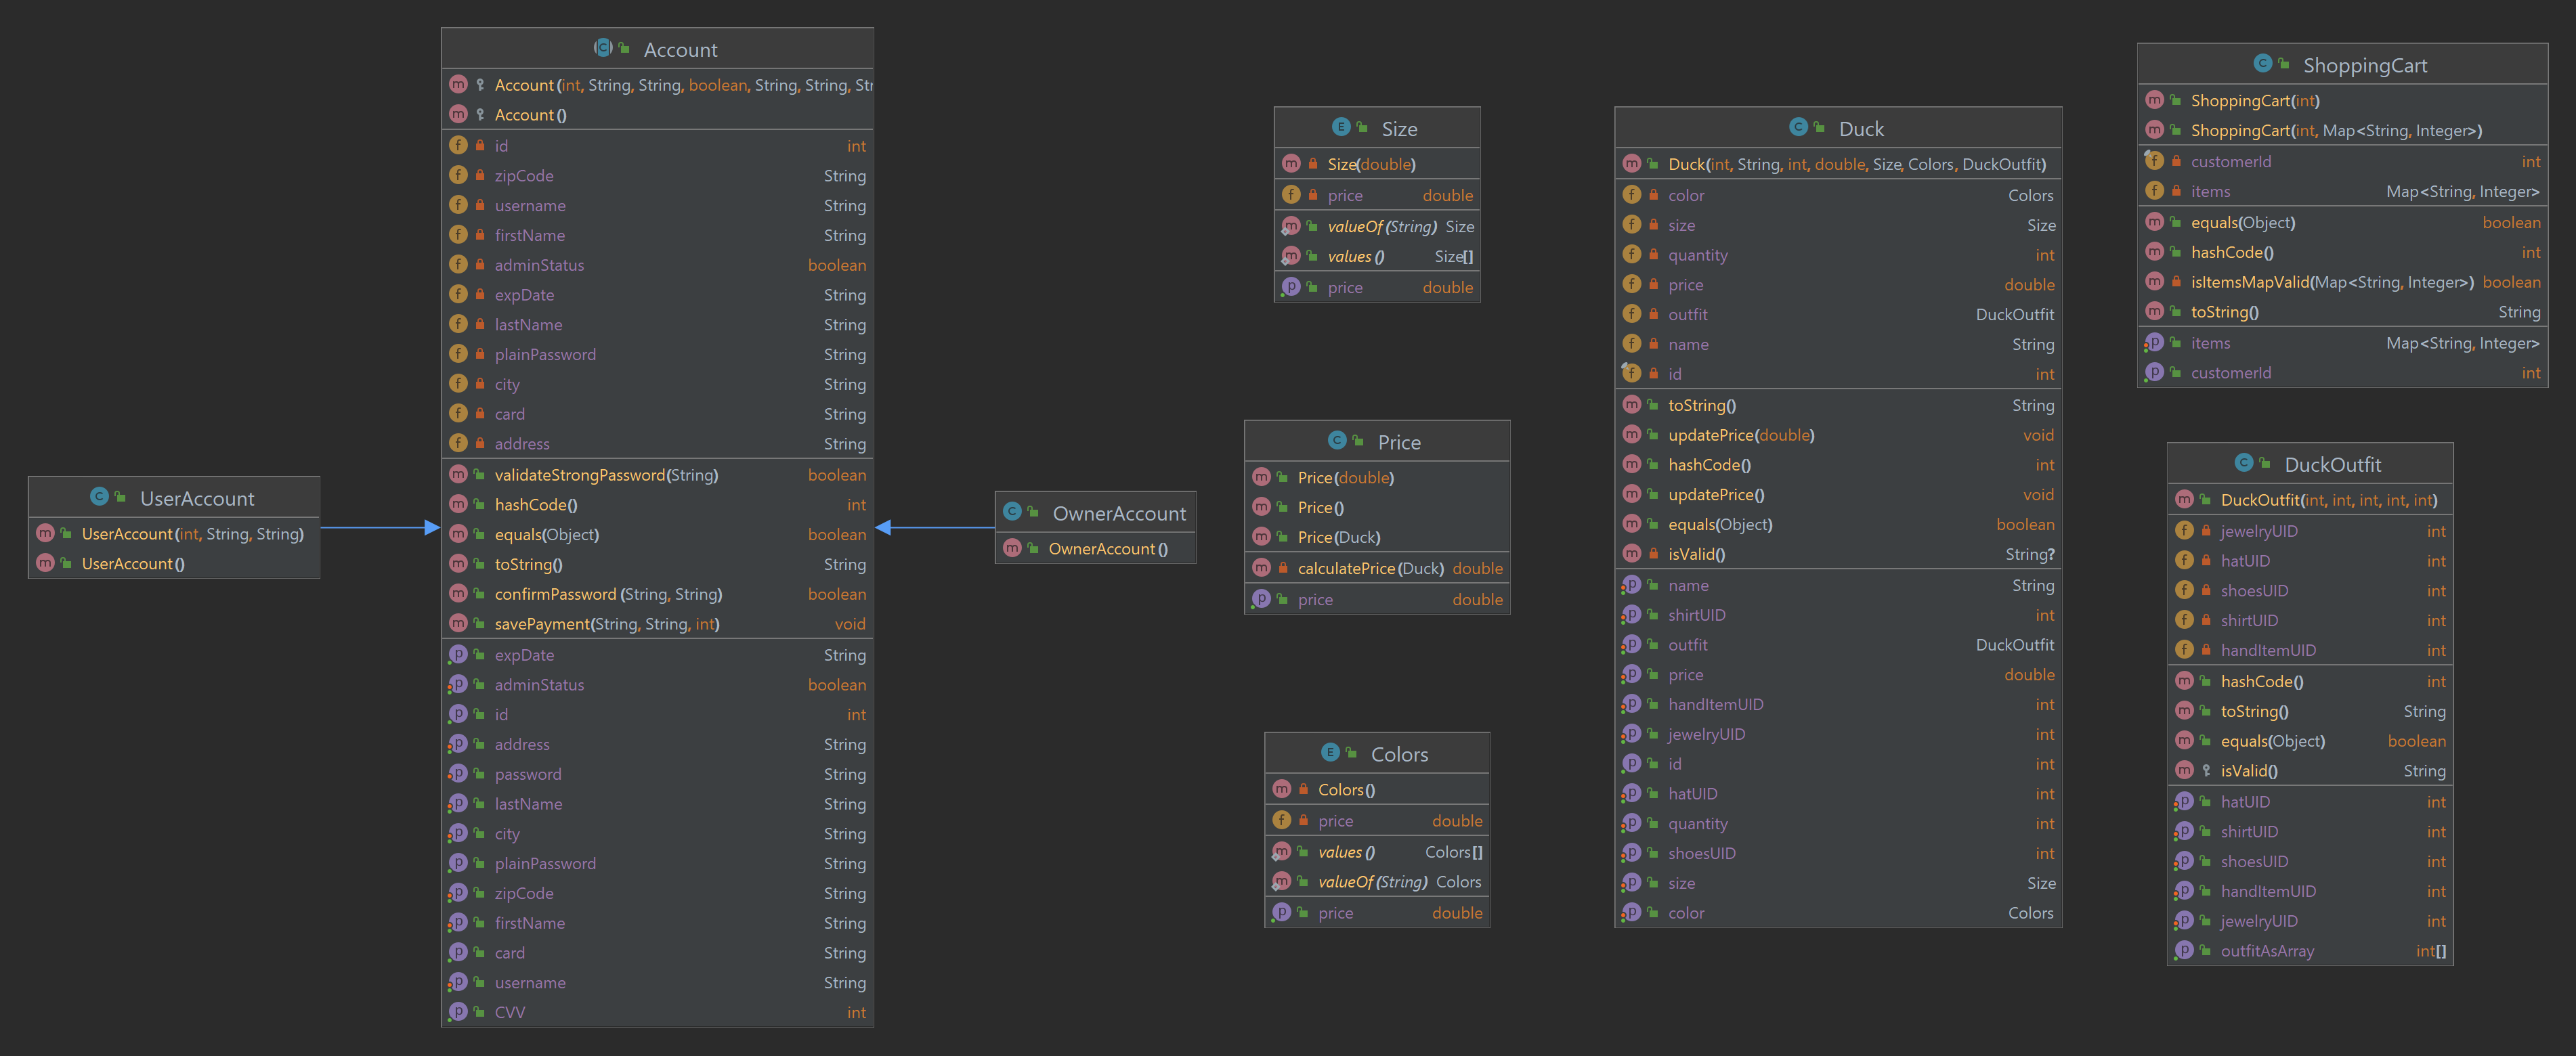 UserAccount
UserAccount(int, String, String)
UserAccount()
Account
Account(int, String, String, boolean, String, String, Str
Account()
id int
zipCode String
username String
firstName String
adminStatus boolean
expDate String
lastName String
plainPassword String
city String
card String
address String
validateStrongPassword(String) boolean
hashCode() int
equals(Object) boolean
toString() String
confirmPassword(String, String) boolean
savePayment(String, String, int) void
expDate String
adminStatus boolean
id int
address String
password String
lastName String
city String
plainPassword String
zipCode String
firstName String
card String
username String
CVV int
OwnerAccount
OwnerAccount()
Size
Size(double)
price double
valueOf(String) Size
values() Size[]
price double
Price
Price(double)
Price()
Price(Duck)
calculatePrice(Duck) double
price double
Colors
Colors()
price double
values() Colors[]
valueOf(String) Colors
price double
Duck
Duck(int, String, int, double, Size, Colors, DuckOutfit)
color Colors
size Size
quantity int
price double
outfit DuckOutfit
name String
id int
toString() String
updatePrice(double) void
hashCode() int
updatePrice() void
equals(Object) boolean
isValid() String?
name String
shirtUID int
outfit DuckOutfit
price double
handItemUID int
jewelryUID int
id int
hatUID int
quantity int
shoesUID int
size Size
color Colors
ShoppingCart
ShoppingCart(int)
ShoppingCart(int, Map<String, Integer>)
customerId int
items Map<String, Integer>
equals(Object) boolean
hashCode() int
isItemsMapValid(Map<String, Integer>) boolean
toString() String
items Map<String, Integer>
customerId int
DuckOutfit
DuckOutfit(int, int, int, int, int)
jewelryUID int
hatUID int
shoesUID int
shirtUID int
handItemUID int
hashCode() int
toString() String
equals(Object) boolean
isValid() String
hatUID int
shirtUID int
shoesUID int
handItemUID int
jewelryUID int
outfitAsArray int[]